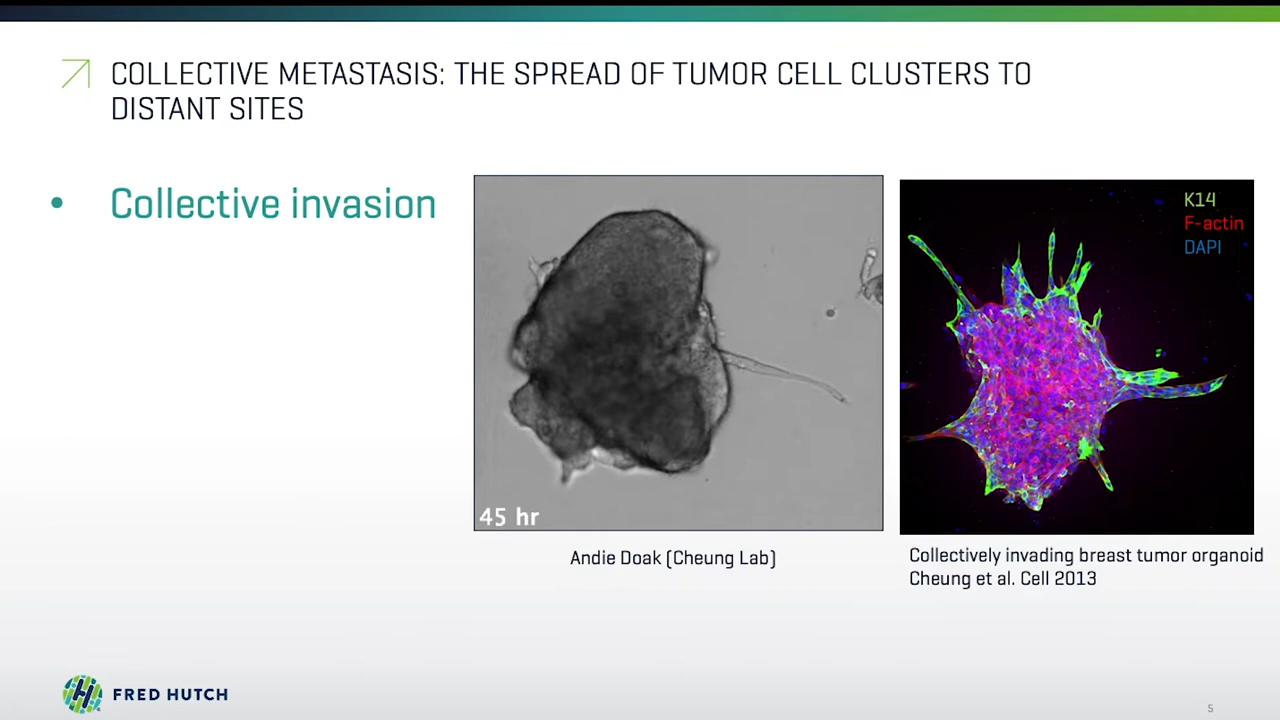 COLLECTIVE METASTASIS: THE SPREAD OF TUMOR CELL CLUSTERS TO
DISTANT SITES
• Collective invasion
45 hr
K14
F-actin
DAPI
Andie Doak (Cheung Lab)
Collectively invading breast tumor organoid
Cheung et al. Cell 2013
FRED HUTCH
5